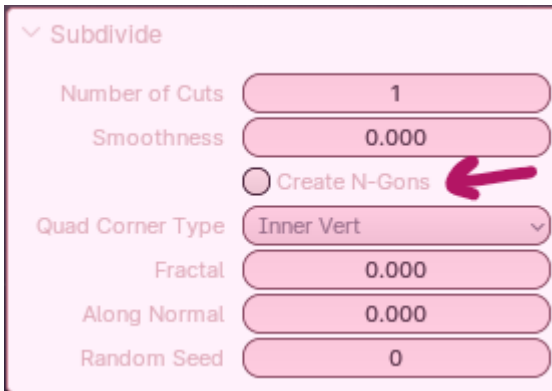 Subdivide
Number of Cuts 1
Smoothness 0.000
Create N-Gons
Quad Corner Type Inner Vert
Fractal 0.000
Along Normal 0.000
Random Seed 0